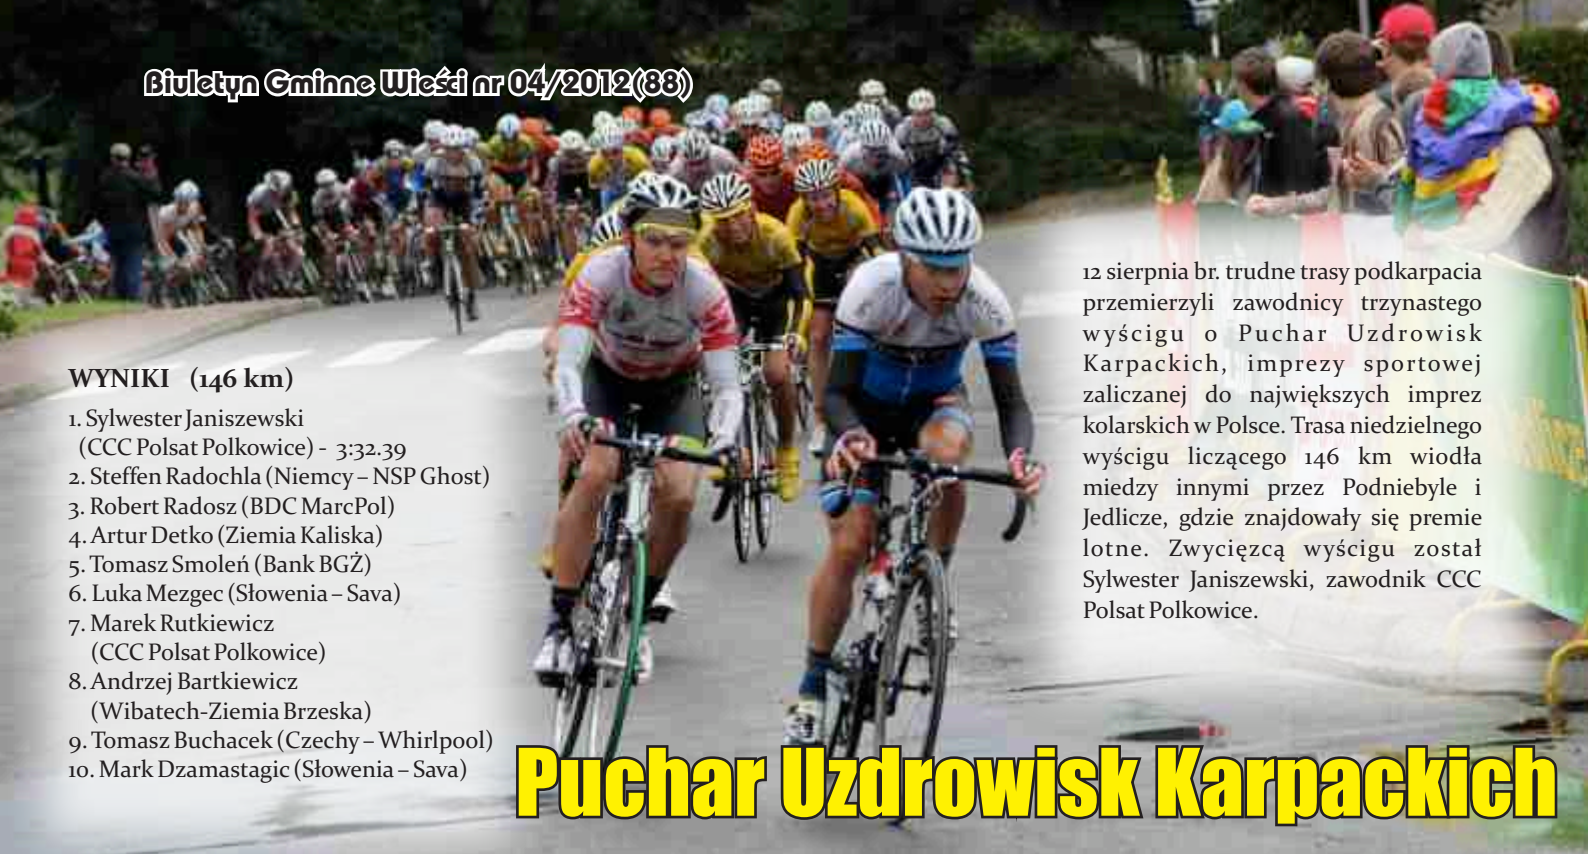 Biuletyn Gminne Wieści nr 04/2012(88)
WYNIKI (146 km)
1. Sylwester Janiszewski
(CCC Polsat Polkowice) - 3:32.39
2. Steffen Radochla (Niemcy – NSP Ghost)
3. Robert Radosz (BDC MarcPol)
4. Artur Detko (Ziemia Kaliska)
5. Tomasz Smoleń (Bank BGŻ)
6. Luka Mezgec (Słowenia – Sava)
7. Marek Rutkiewicz
(CCC Polsat Polkowice)
8. Andrzej Bartkiewicz
(Wibatech-Ziemia Brzeska)
9. Tomasz Buchacek (Czechy – Whirlpool)
10. Mark Dzamastagic (Słowenia – Sava)
12 sierpnia br. trudne trasy podkarpacia
przemierzyli zawodnicy trzynastego
wyścigu o Puchar Uzdrowisk
Karpackich, imprezy sportowej
zaliczanej do największych imprez
kolarskich w Polsce. Trasa niedzielnego
wyścigu liczącego 146 km wiodła
miedzy innymi przez Podniebyle i
Jedlicze, gdzie znajdowały się premie
lotne. Zwycięzcą wyścigu został
Sylwester Janiszewski, zawodnik CCC
Polsat Polkowice.
Puchar Uzdrowisk Karpackich